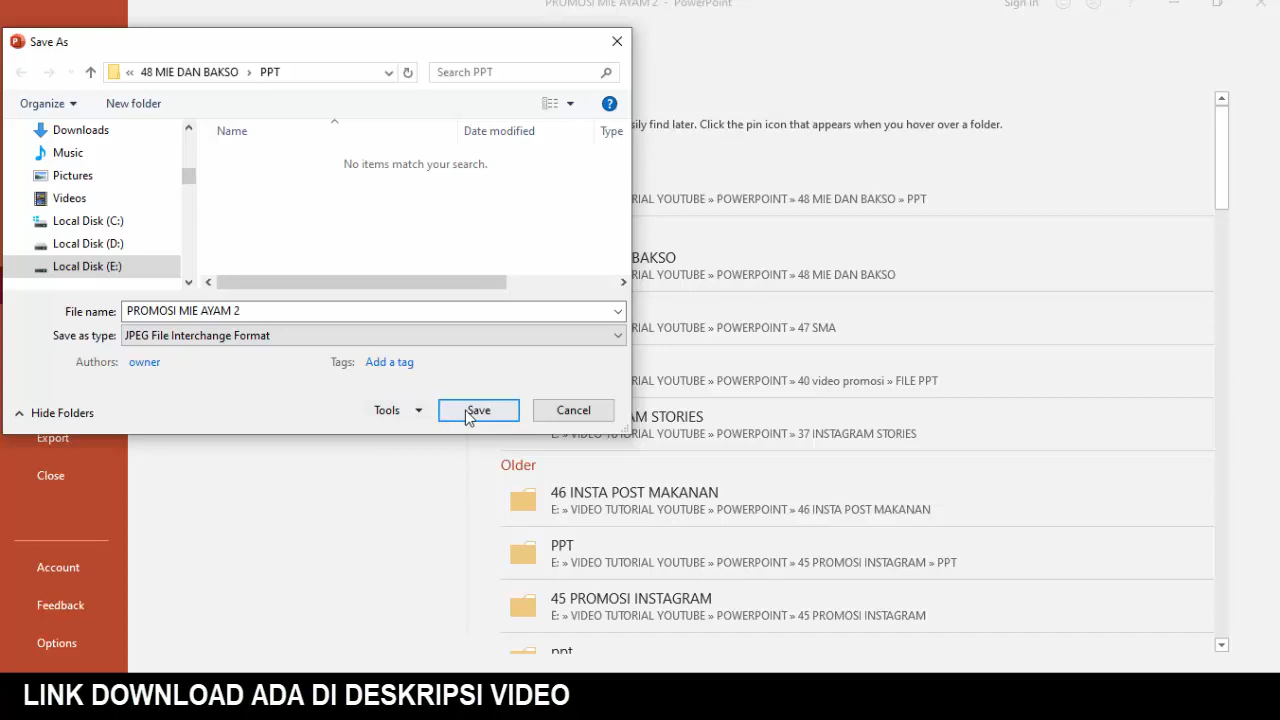 PROMOSI MIE AYAM 2 - PowerPoint
Sign in
Save As
« 48 MIE DAN BAKSO › PPT
Search PPT
Organize
New folder
Downloads
Music
Pictures
Videos
Local Disk (C:)
Local Disk (D:)
Local Disk (E:)
Name
Date modified
Type
No items match your search.
File name: PROMOSI MIE AYAM 2
Save as type: JPEG File Interchange Format
Authors: owner
Tags: Add a tag
Hide Folders
Tools
Save
Cancel
Export
Close
Account
Feedback
Options
sily find later. Click the pin icon that appears when you hover over a folder.
RIAL YOUTUBE » POWERPOINT » 48 MIE DAN BAKSO » PPT
BAKSO
RIAL YOUTUBE » POWERPOINT » 48 MIE DAN BAKSO
RIAL YOUTUBE » POWERPOINT » 47 SMA
RIAL YOUTUBE » POWERPOINT » 40 video promosi » FILE PPT
AM STORIES
E: » VIDEO TUTORIAL YOUTUBE » POWERPOINT » 37 INSTAGRAM STORIES
Older
46 INSTA POST MAKANAN
E: » VIDEO TUTORIAL YOUTUBE » POWERPOINT » 46 INSTA POST MAKANAN
PPT
E: » VIDEO TUTORIAL YOUTUBE » POWERPOINT » 45 PROMOSI INSTAGRAM » PPT
45 PROMOSI INSTAGRAM
E: » VIDEO TUTORIAL YOUTUBE » POWERPOINT » 45 PROMOSI INSTAGRAM
ppt
LINK DOWNLOAD ADA DI DESKRIPSI VIDEO